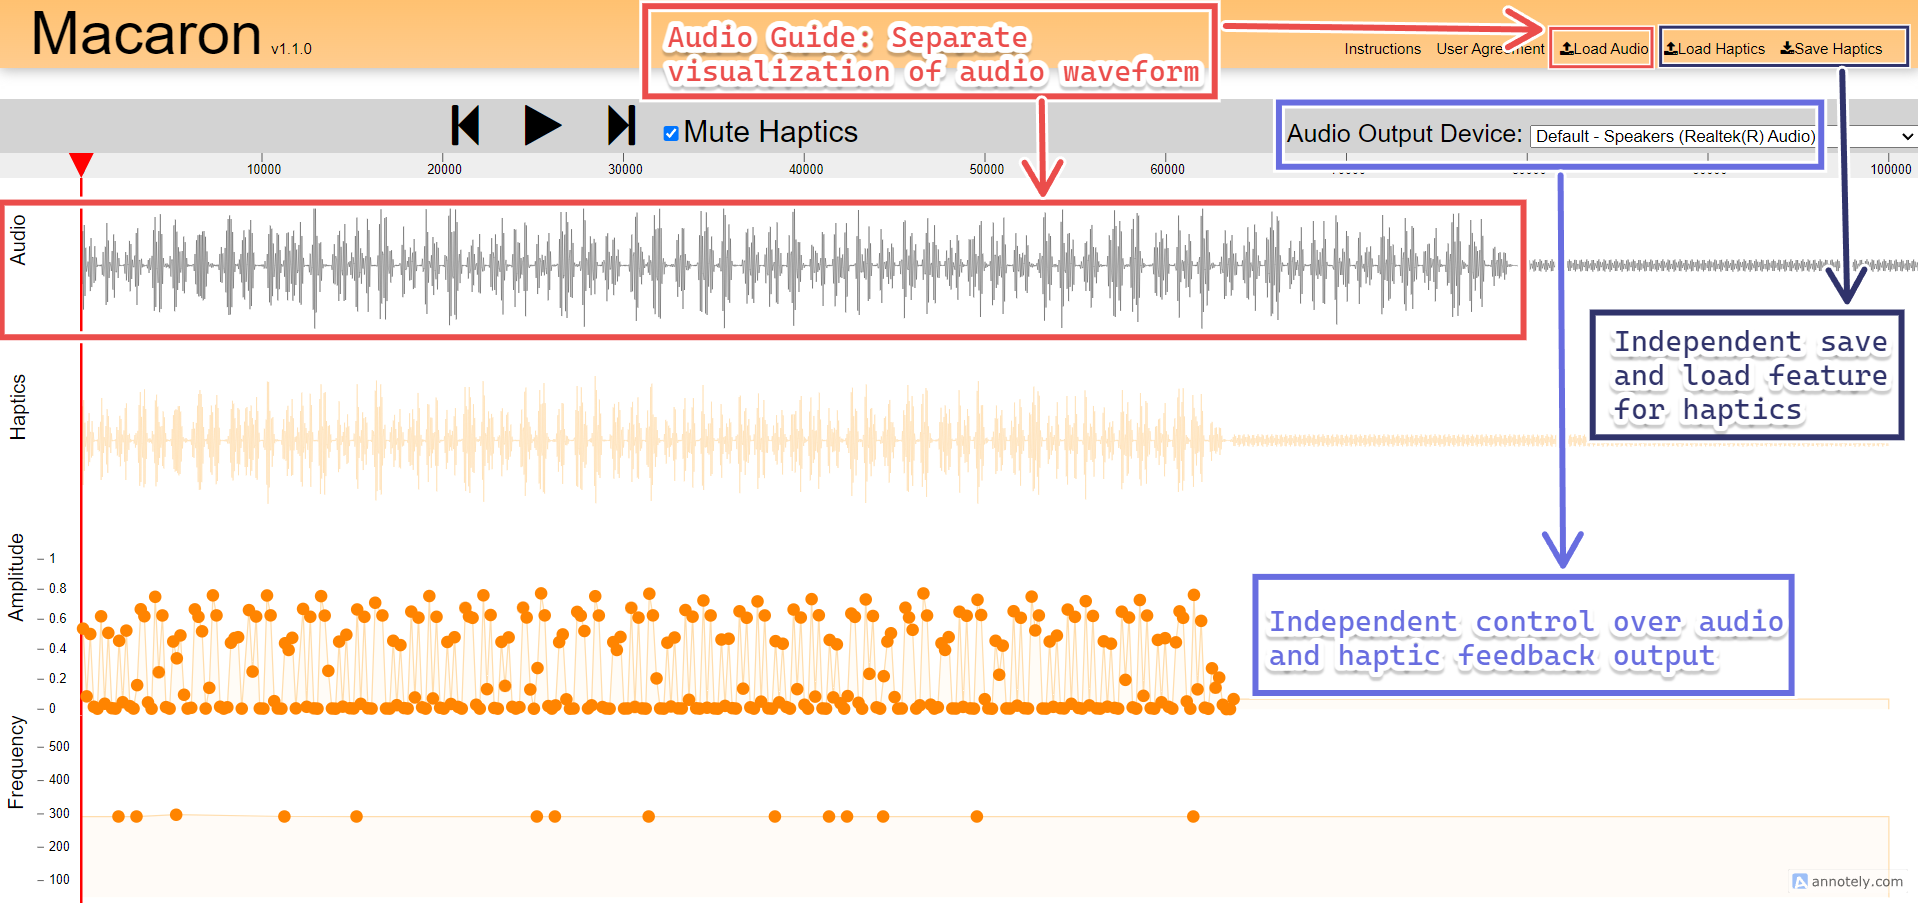 Macaron v1.1.0
Audio Guide: Separate
visualization of audio waveform
Instructions User Agreement Load Audio Load Haptics Save Haptics
Mute Haptics
Audio Output Device: Default - Speakers (Realtek(R) Audio)
10000 20000 30000 40000 50000 60000 100000
Audio
Haptics
Independent save
and load feature
for haptics
Amplitude
1
0.8
0.6
0.4
0.2
0
Independent control over audio
and haptic feedback output
Frequency
500
400
300
200
100
annotely.com